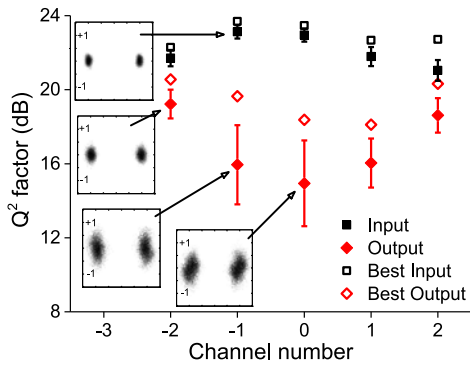 24
20
16
12
8
Q² factor (dB)
+1
-1
+1
-1
+1
-1
+1
-1
Input
Output
Best Input
Best Output
-3 -2 -1 0 1 2
Channel number